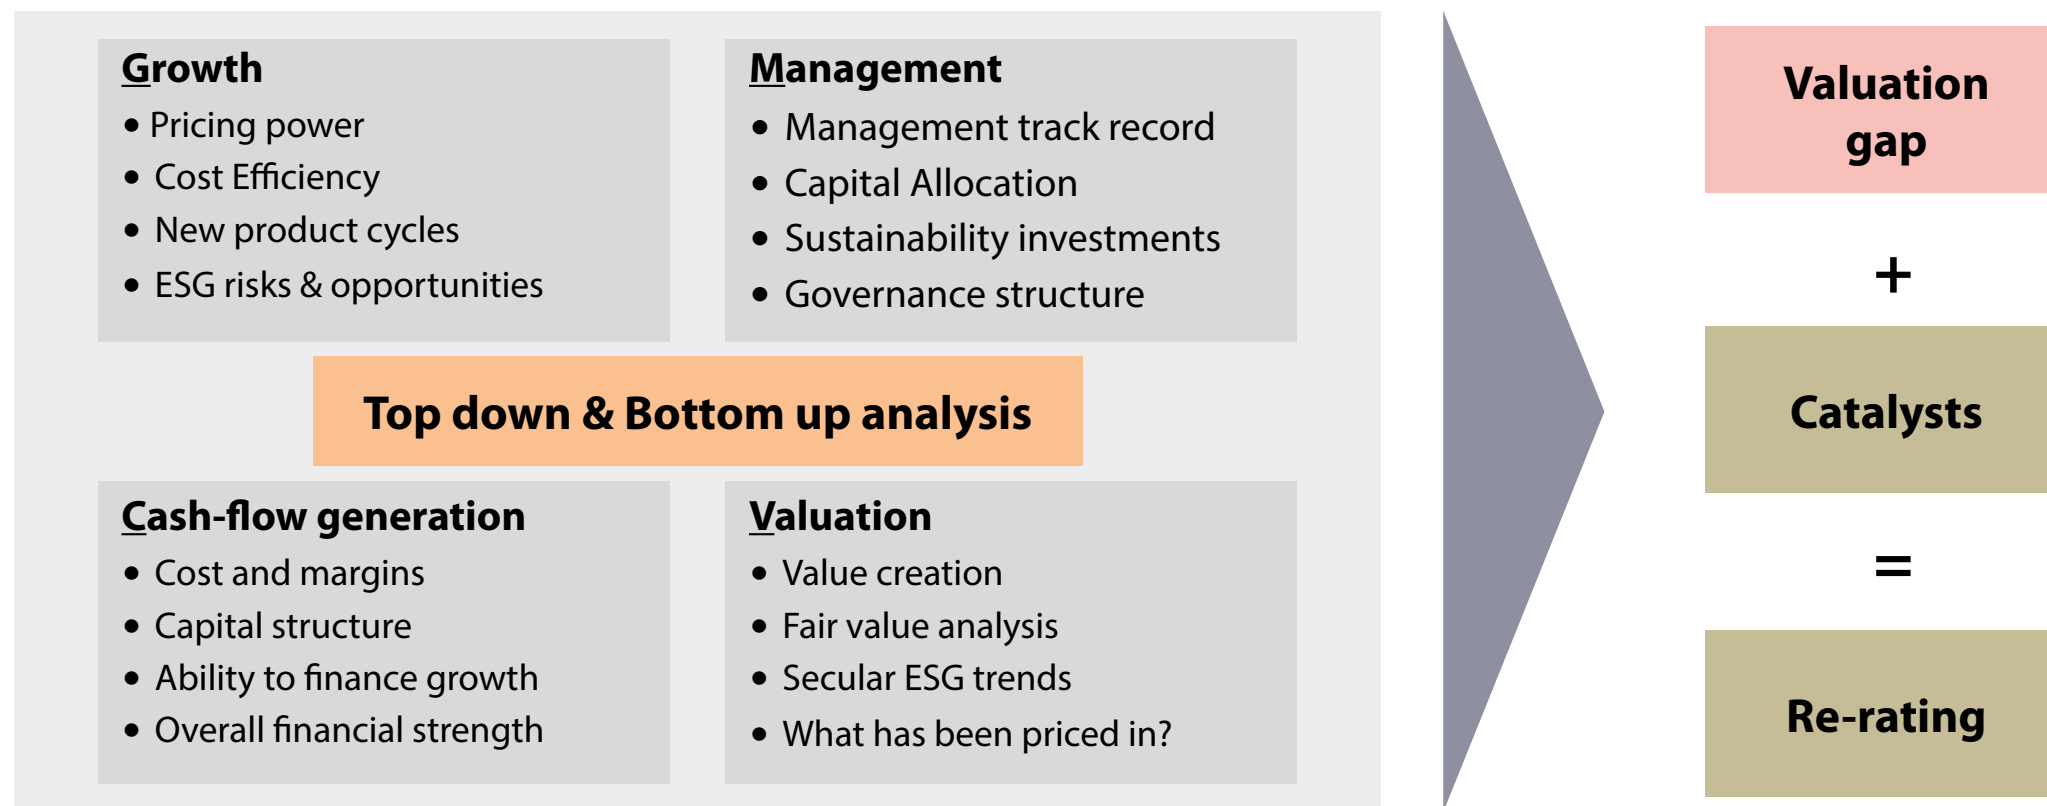 Growth
• Pricing power
• Cost Efficiency
• New product cycles
• ESG risks & opportunities
Management
• Management track record
• Capital Allocation
• Sustainability investments
• Governance structure
Top down & Bottom up analysis
Cash-flow generation
• Cost and margins
• Capital structure
• Ability to finance growth
• Overall financial strength
Valuation
• Value creation
• Fair value analysis
• Secular ESG trends
• What has been priced in?
Valuation
gap
+
Catalysts
=
Re-rating